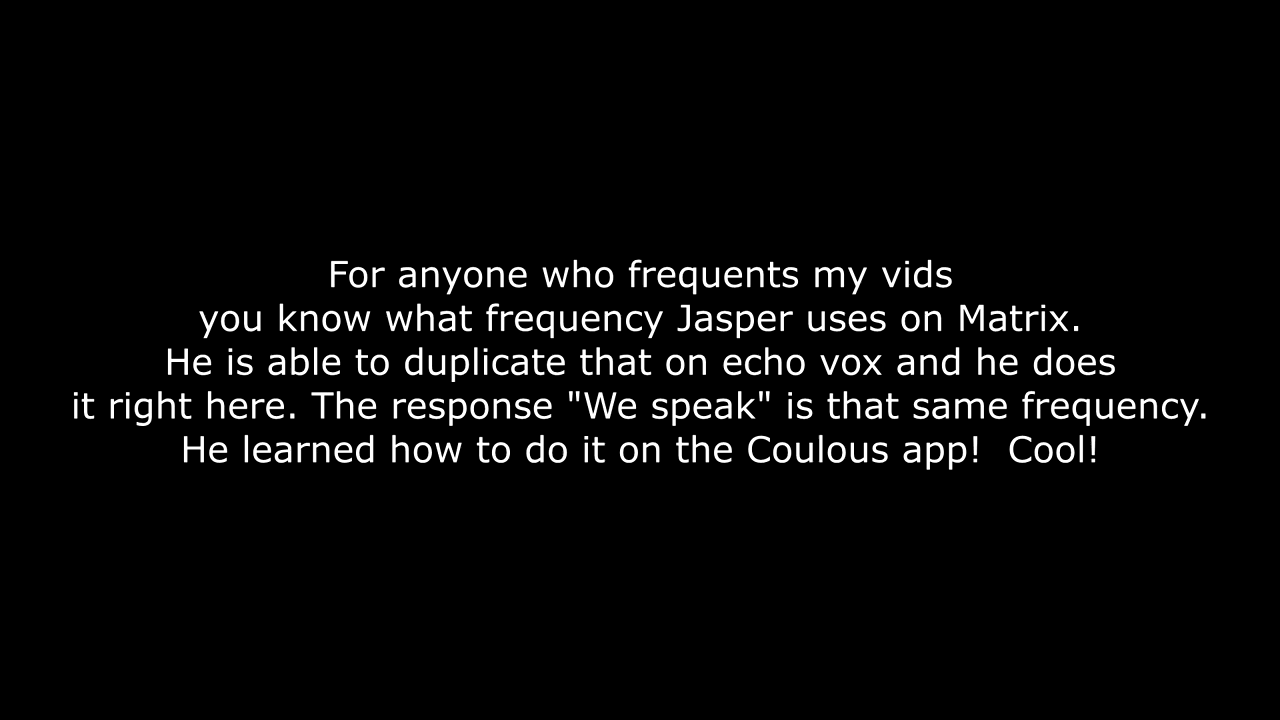 For anyone who frequents my vids
you know what frequency Jasper uses on Matrix.
He is able to duplicate that on echo vox and he does
it right here. The response "We speak" is that same frequency.
He learned how to do it on the Coulous app!  Cool!